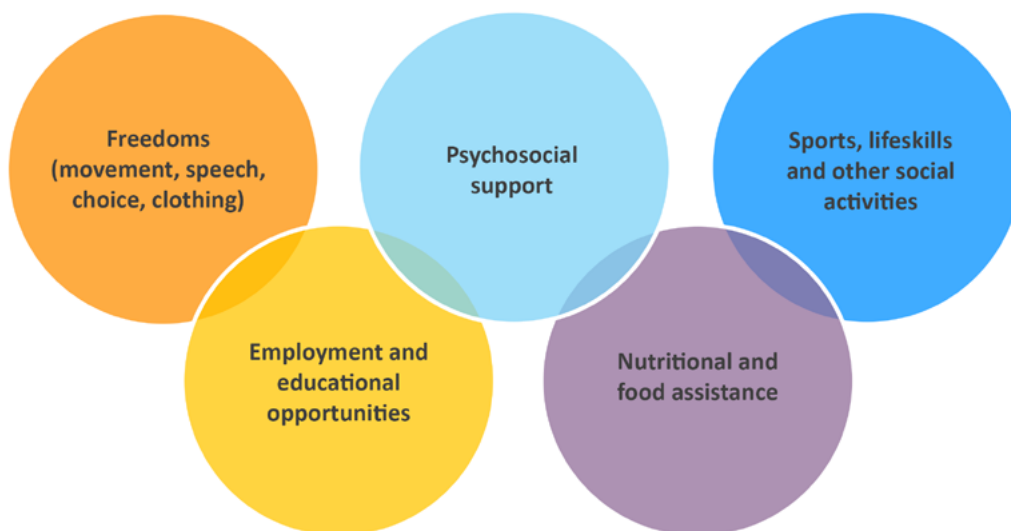 Freedoms
(movement, speech,
choice, clothing)
Psychosocial
support
Sports, lifeskills
and other social
activities
Employment and
educational
opportunities
Nutritional and
food assistance